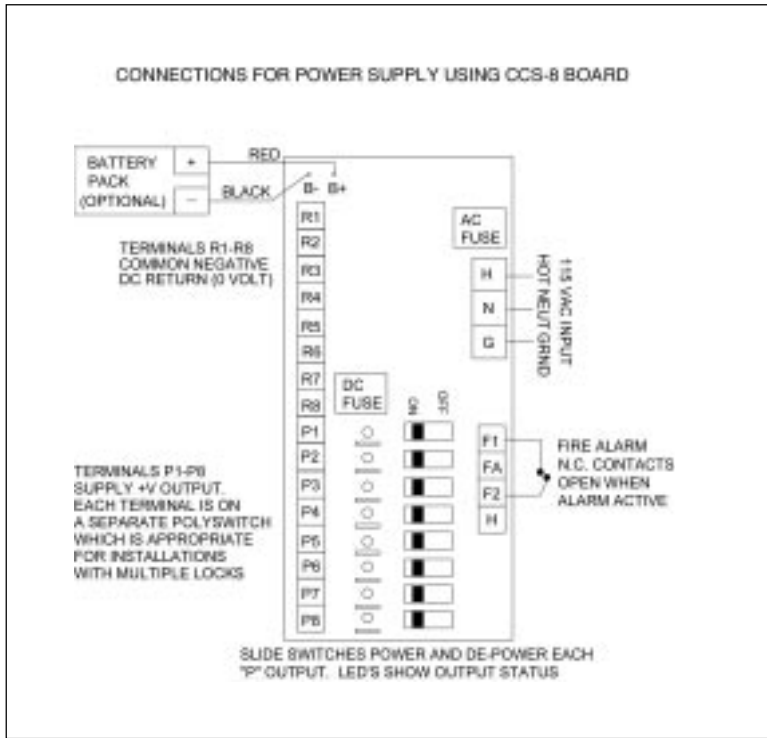 CONNECTIONS FOR POWER SUPPLY USING CCS-8 BOARD
BATTERY
PACK
(OPTIONAL)
+
−
RED
BLACK
B- B+
R1
R2
R3
R4
R5
R6
R7
R8
P1
P2
P3
P4
P5
P6
P7
P8
TERMINALS R1-R8
COMMON NEGATIVE
DC RETURN (0 VOLT)
TERMINALS P1-P8
SUPPLY +V OUTPUT.
EACH TERMINAL IS ON
A SEPARATE POLYSWITCH
WHICH IS APPROPRIATE
FOR INSTALLATIONS
WITH MULTIPLE LOCKS
DC
FUSE
ON
OFF
AC
FUSE
H
N
G
115 VAC INPUT
HOT NEUT GRND
F1
FA
F2
H
FIRE ALARM
N.C. CONTACTS
OPEN WHEN
ALARM ACTIVE
SLIDE SWITCHES POWER AND DE-POWER EACH
"P" OUTPUT. LED'S SHOW OUTPUT STATUS